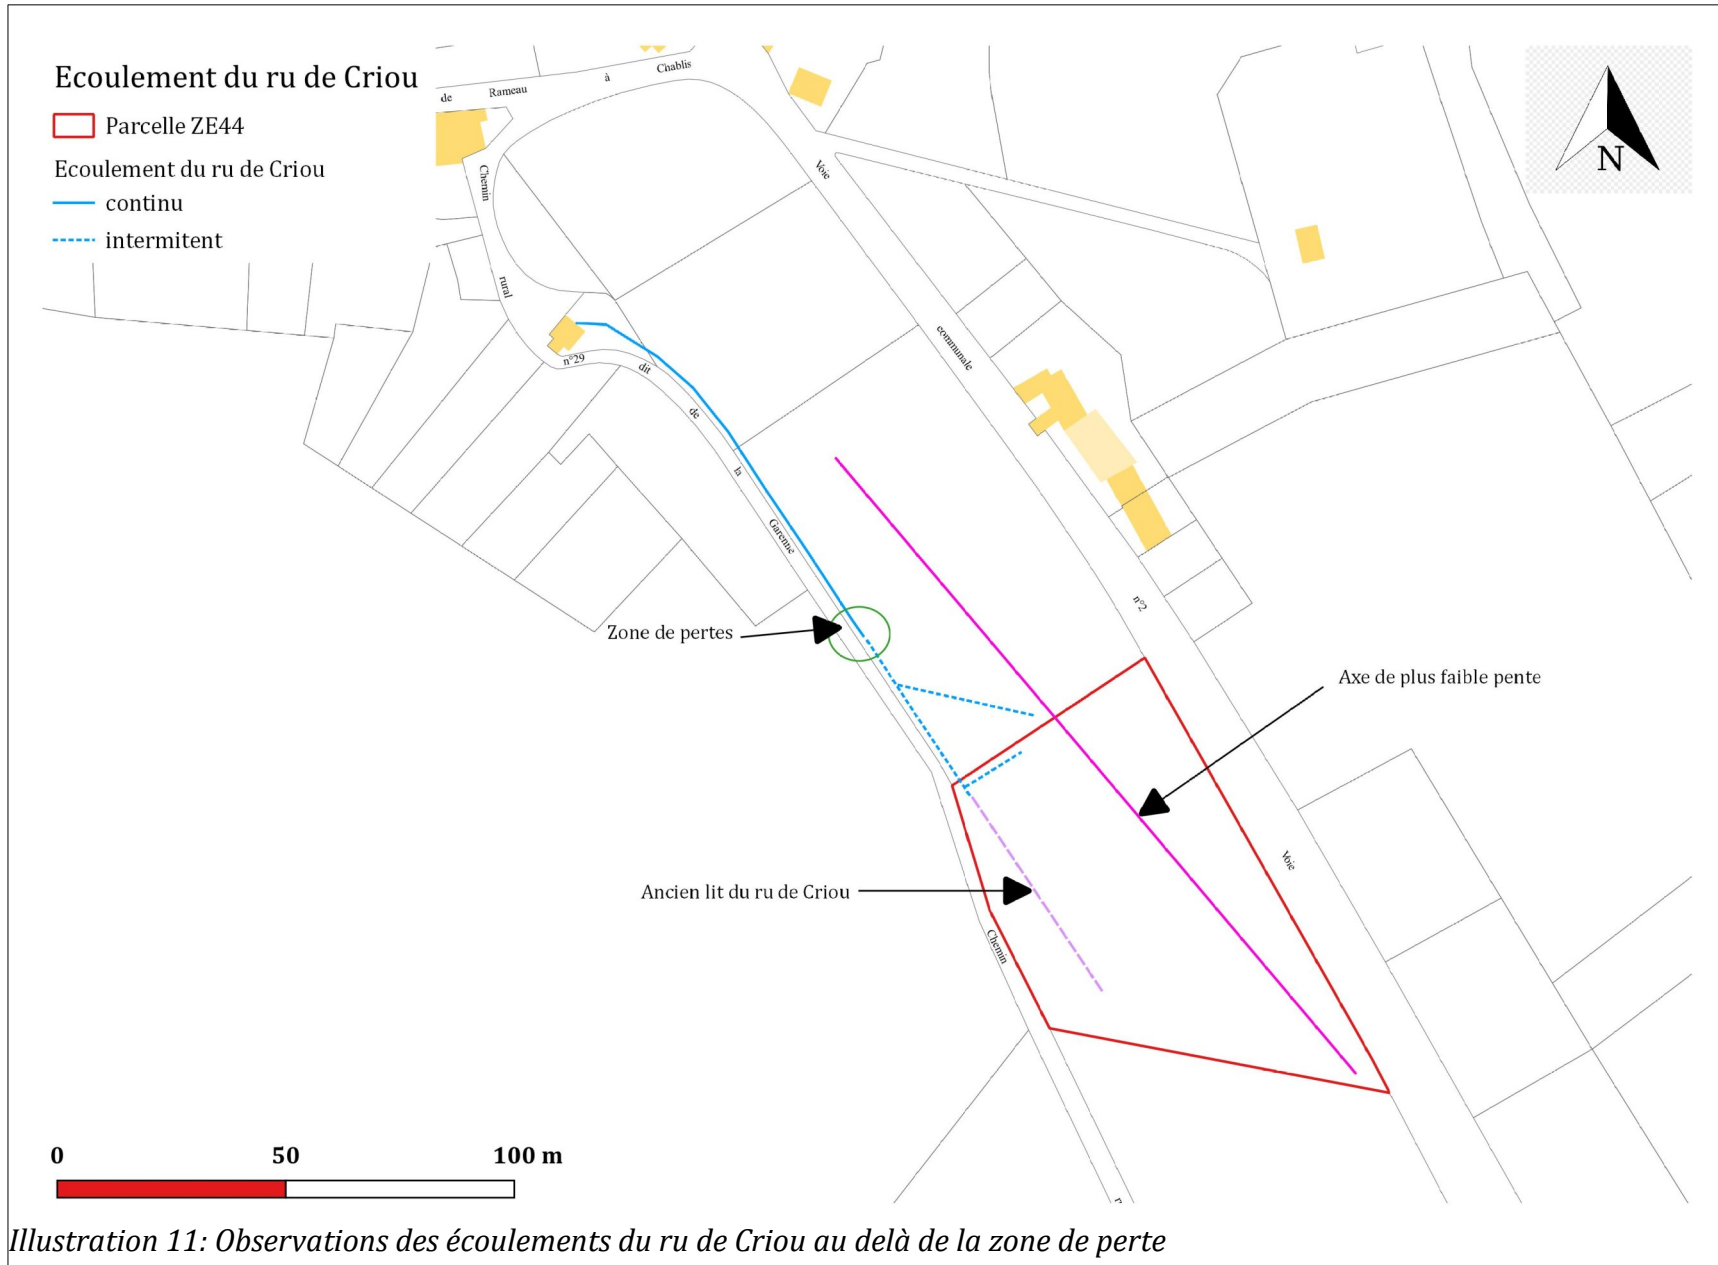 Ecoulement du ru de Criou
Parcelle ZE44
Ecoulement du ru de Criou
continu
intermitent
de Rameau à Chablis
N
Chemin
rural
n°29
dit
de
la
Garenne
Voie
communale
n°2
Zone de pertes
Axe de plus faible pente
Voie
Ancien lit du ru de Criou
Chemin
0 50 100 m
Illustration 11: Observations des écoulements du ru de Criou au delà de la zone de perte